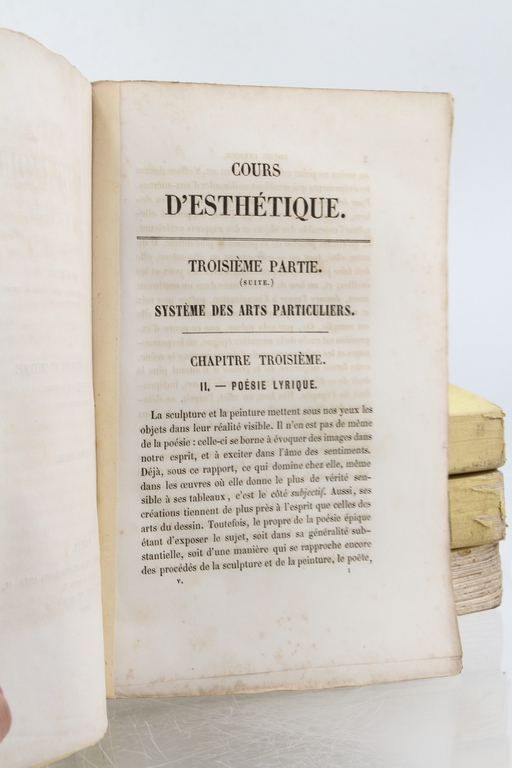 COURS
D'ESTHÉTIQUE.
TROISIÈME PARTIE.
(SUITE.)
SYSTÈME DES ARTS PARTICULIERS.
CHAPITRE TROISIÈME.
II. — POÉSIE LYRIQUE.
La sculpture et la peinture mettent sous nos yeux les
objets dans leur réalité visible. Il n'en est pas de même
de la poésie : celle-ci se borne à évoquer des images dans
notre esprit, et à exciter dans l'âme des sentiments.
Déjà, sous ce rapport, ce qui domine chez elle, même
dans les œuvres où elle donne le plus de vérité sen-
sible à ses tableaux, c'est le côté subjectif. Aussi, ses
créations tiennent de plus près à l'esprit que celles des
arts du dessin. Toutefois, le propre de la poésie épique
étant d'exposer le sujet, soit dans sa généralité sub-
stantielle, soit d'une manière qui se rapproche encore
des procédés de la sculpture et de la peinture, le poëte,
V. 1